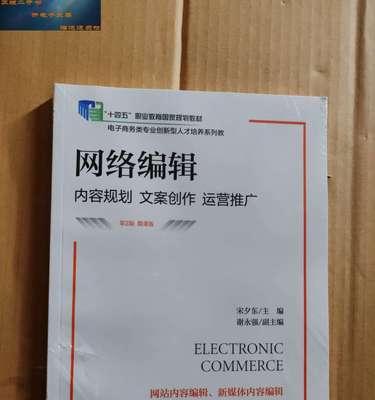 "十四五"职业教育国家规划教材
电子商务类专业创新型人才培养系列教
网络编辑
内容规划 文案创作 运营推广
第2版 微课版
宋夕东/主 编
谢永强/副主编
ELECTRONIC
COMMERCE
网站内容编辑、新媒体内容编辑